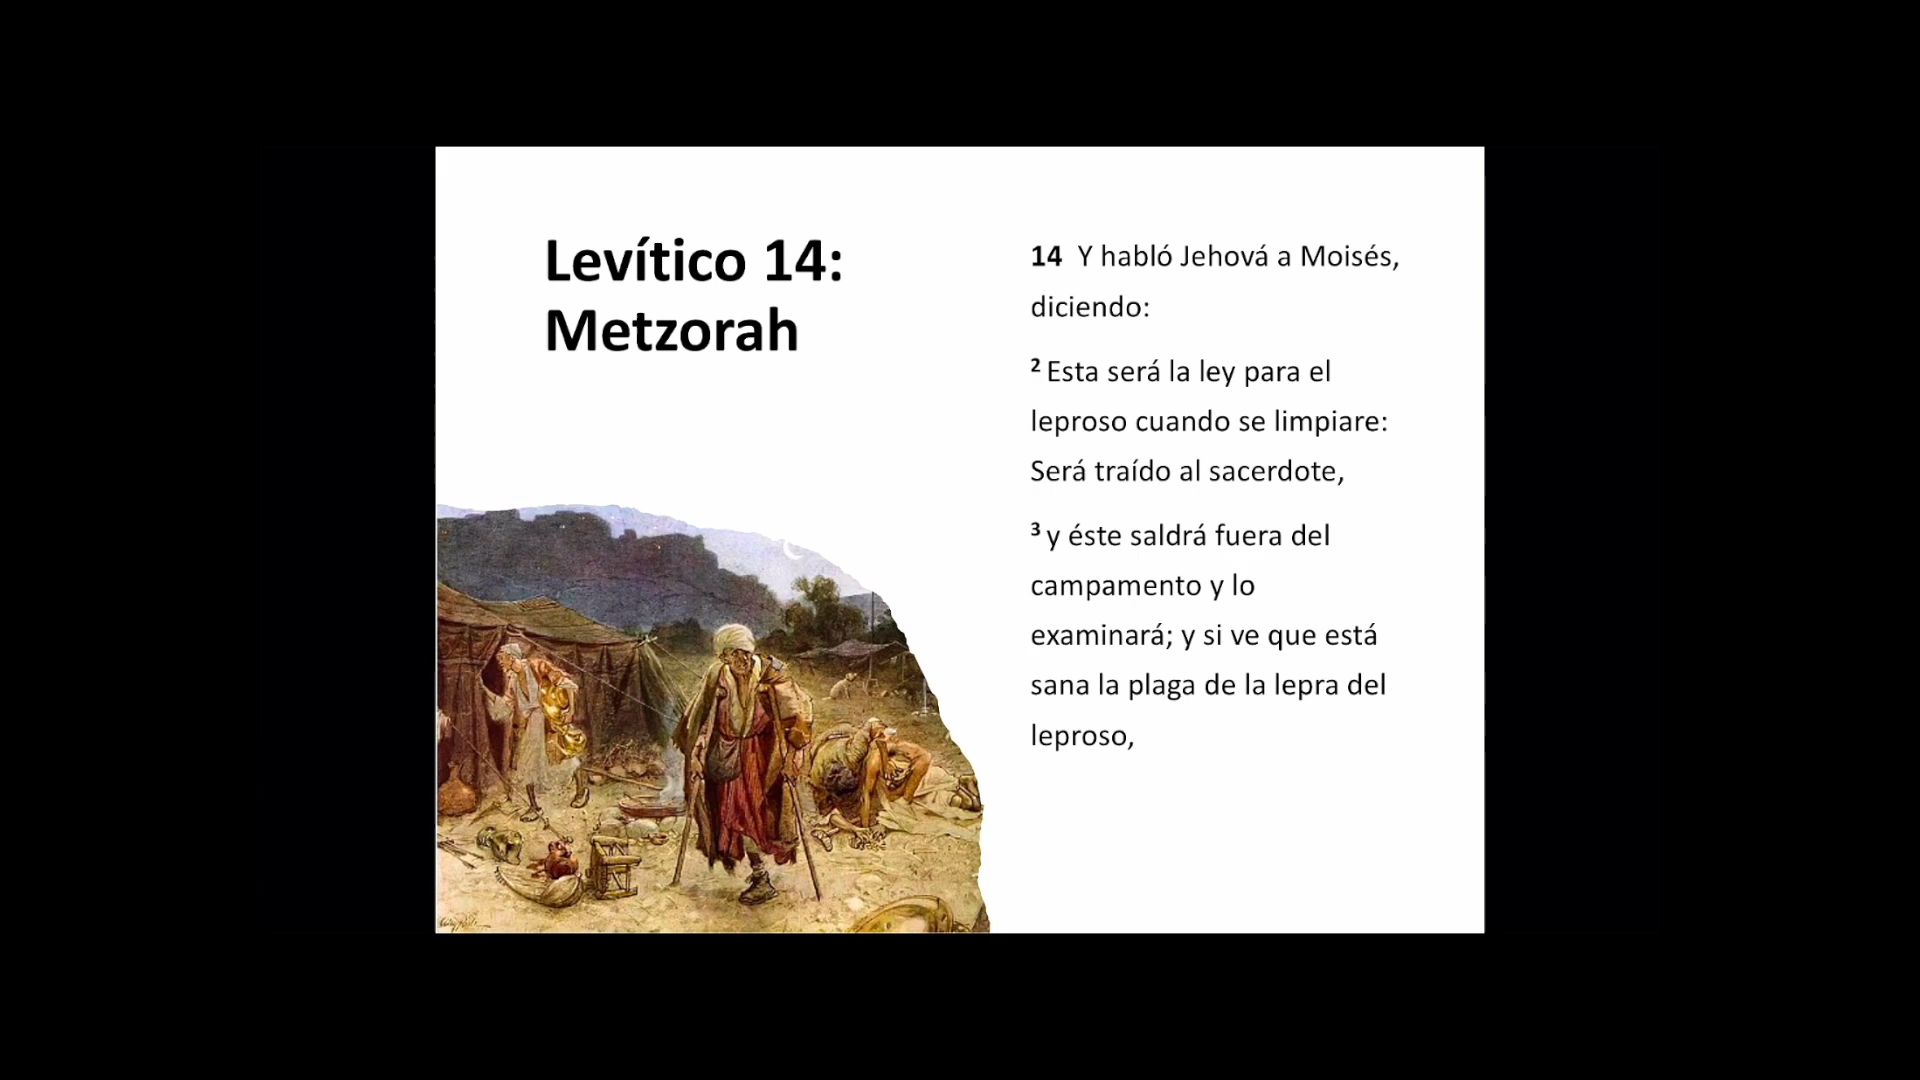 Levítico 14:
Metzorah
14 Y habló Jehová a Moisés,
diciendo:
2 Esta será la ley para el
leproso cuando se limpiare:
Será traído al sacerdote,
3 y éste saldrá fuera del
campamento y lo
examinará; y si ve que está
sana la plaga de la lepra del
leproso,